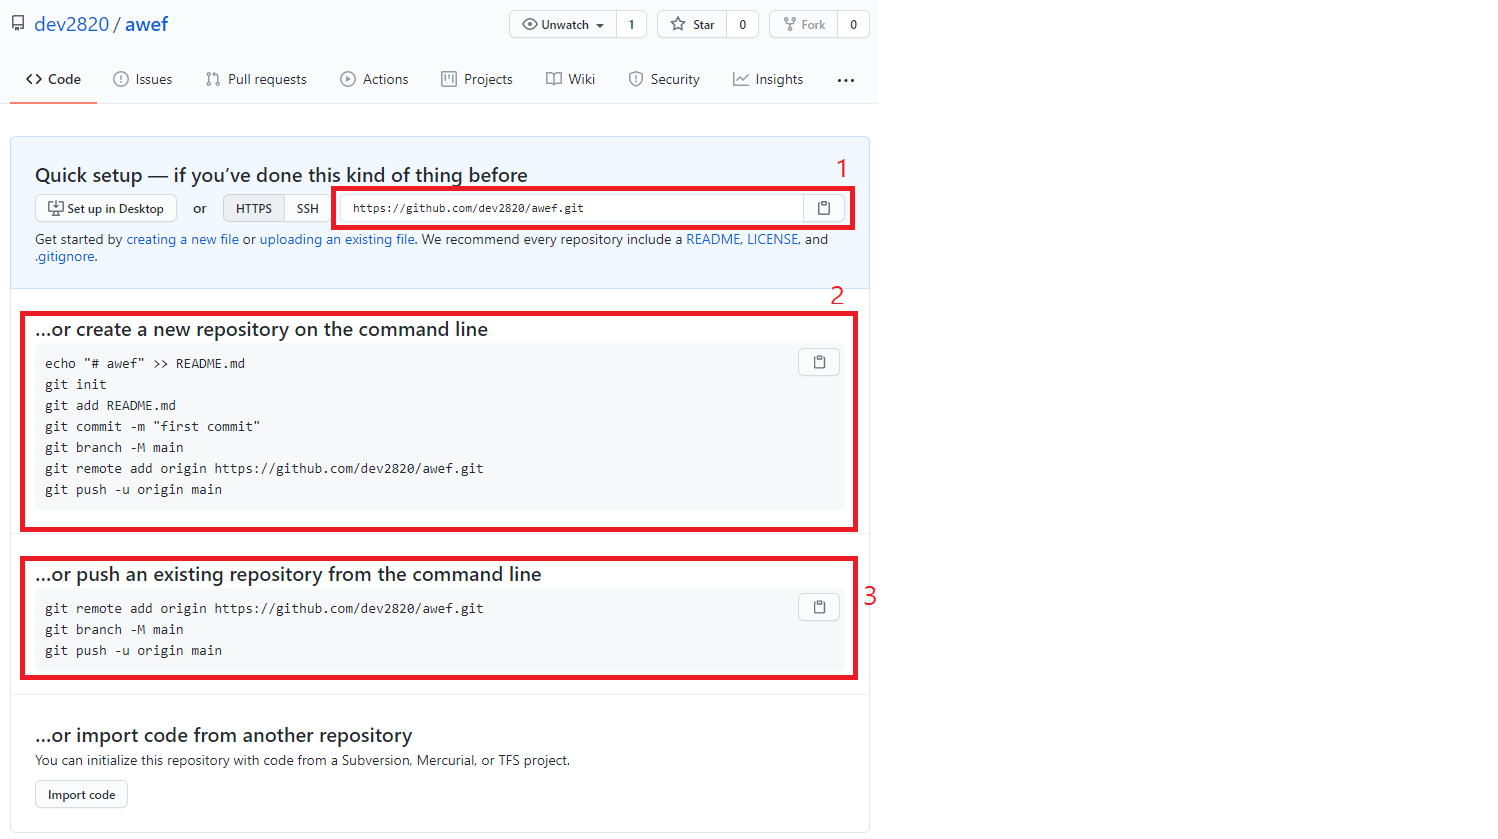 dev2820 / awef
Unwatch 1 Star 0 Fork 0
Code Issues Pull requests Actions Projects Wiki Security Insights ...
1
Quick setup — if you’ve done this kind of thing before
Set up in Desktop or HTTPS SSH https://github.com/dev2820/awef.git
Get started by creating a new file or uploading an existing file. We recommend every repository include a README, LICENSE, and
.gitignore.
2
…or create a new repository on the command line
echo "# awef" >> README.md
git init
git add README.md
git commit -m "first commit"
git branch -M main
git remote add origin https://github.com/dev2820/awef.git
git push -u origin main
…or push an existing repository from the command line
3
git remote add origin https://github.com/dev2820/awef.git
git branch -M main
git push -u origin main
…or import code from another repository
You can initialize this repository with code from a Subversion, Mercurial, or TFS project.
Import code